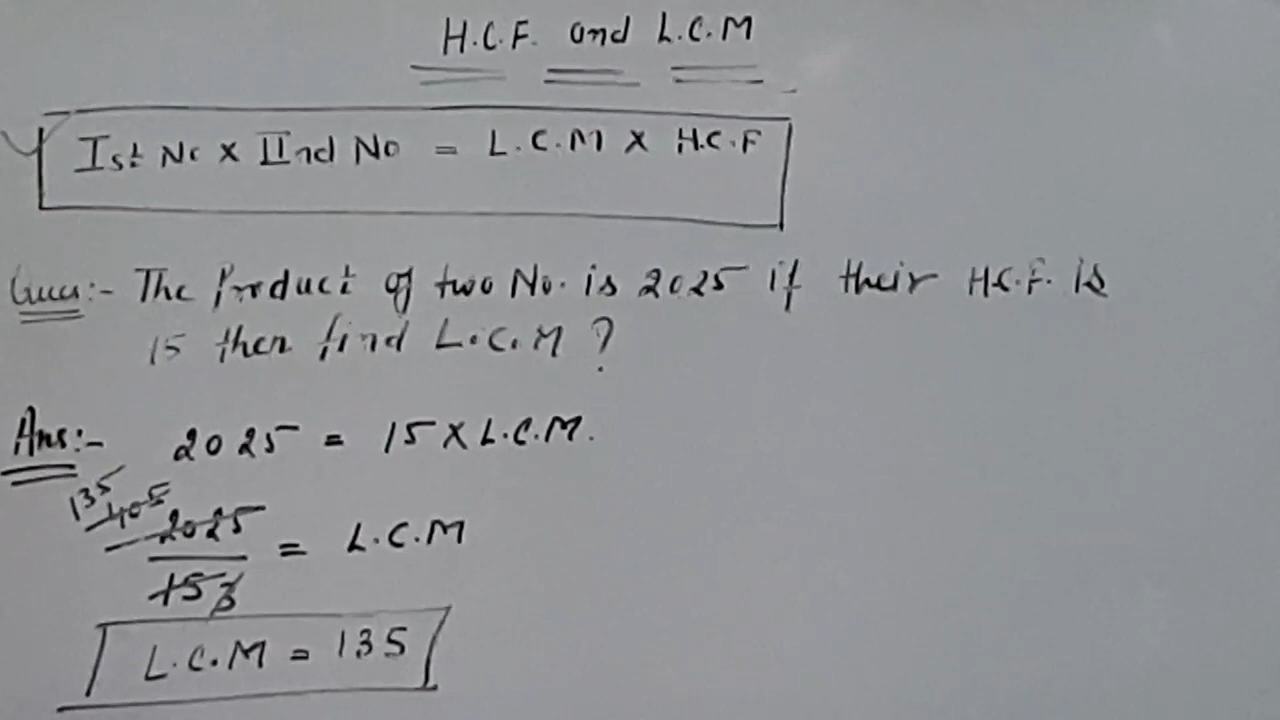 H.C.F. and L.C.M
Ist No x IInd No = L.C.M x H.C.F
Ques:- The Product of two No. is 2025 if their H.C.F. is
15 then find L.C.M ?
Ans:- 2025 = 15 X L.C.M.
135
405
2025 = L.C.M
15 3
L.C.M = 135